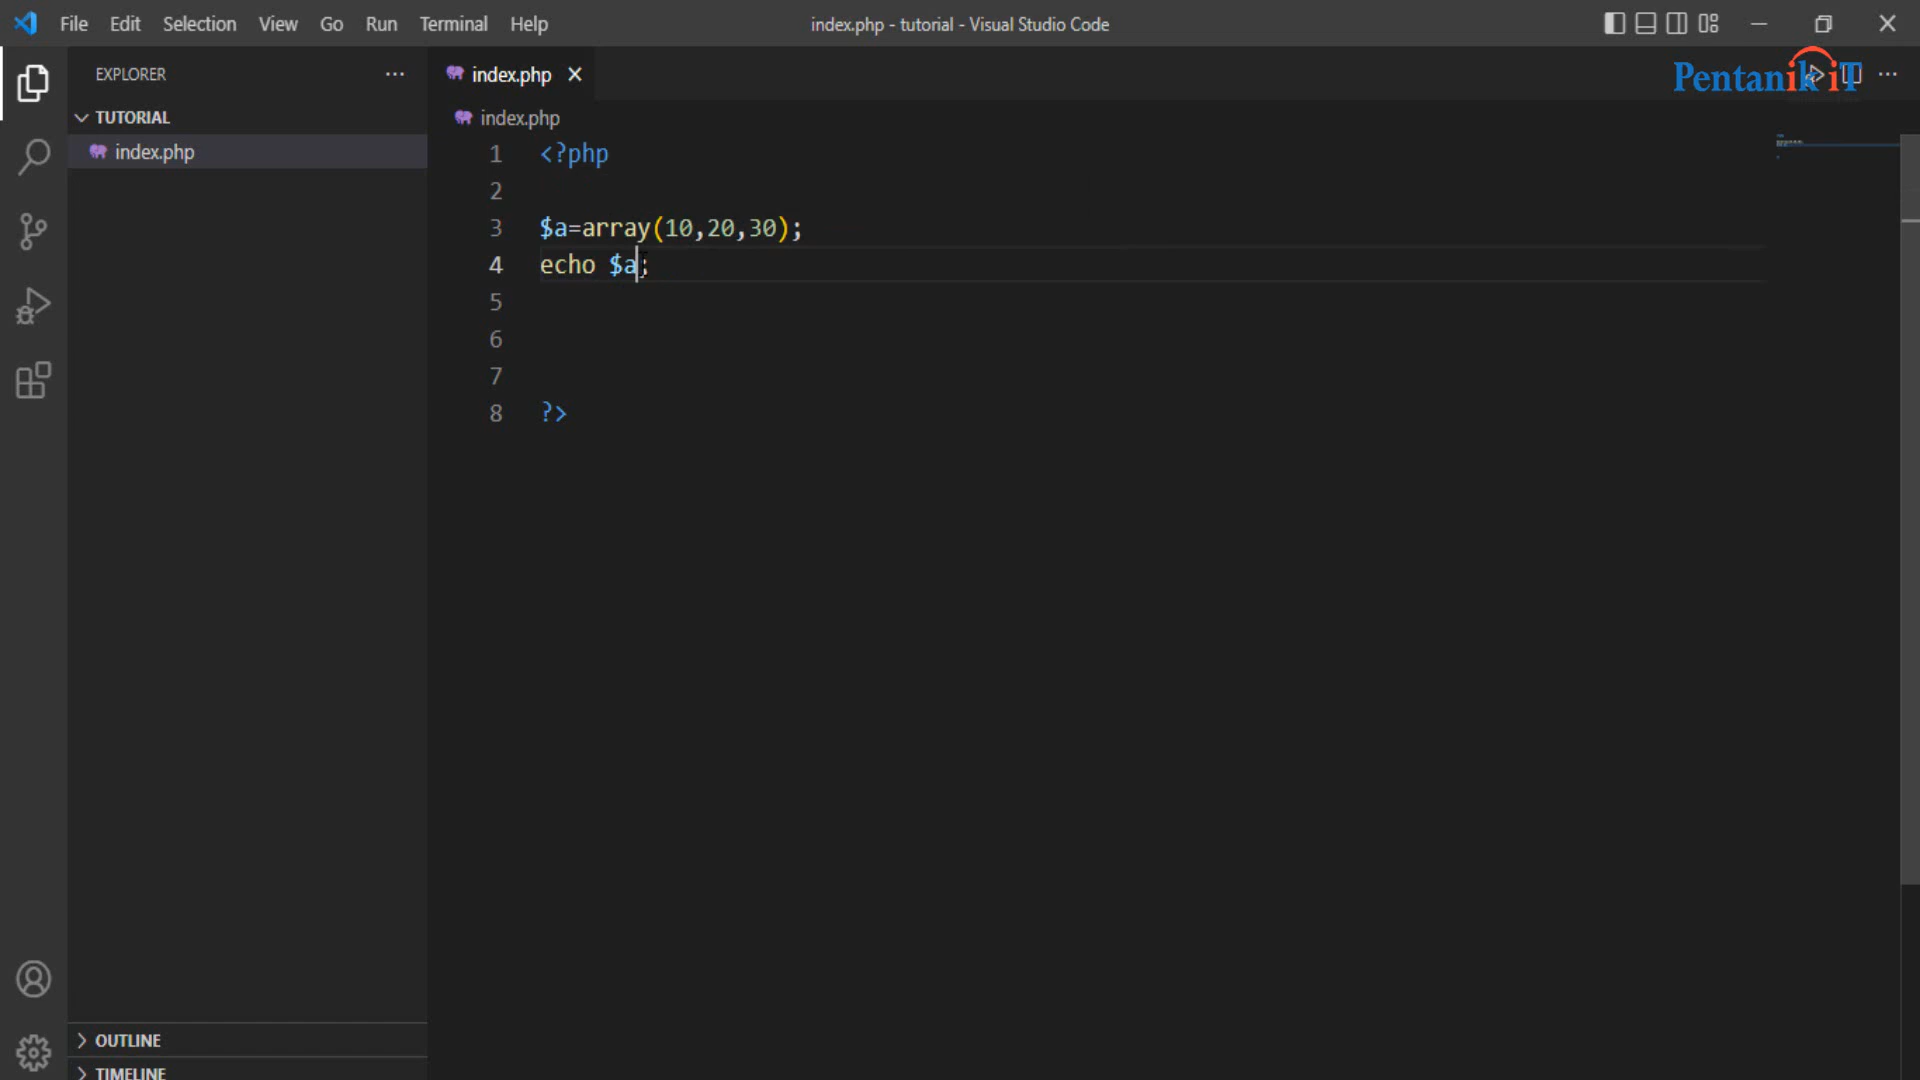 File Edit Selection View Go Run Terminal Help
index.php - tutorial - Visual Studio Code
EXPLORER
index.php
Pentanik iT
TUTORIAL
index.php
index.php
1 <?php
2
3 $a=array(10,20,30);
4 echo $a;
5
6
7
8 ?>
OUTLINE
TIMELINE